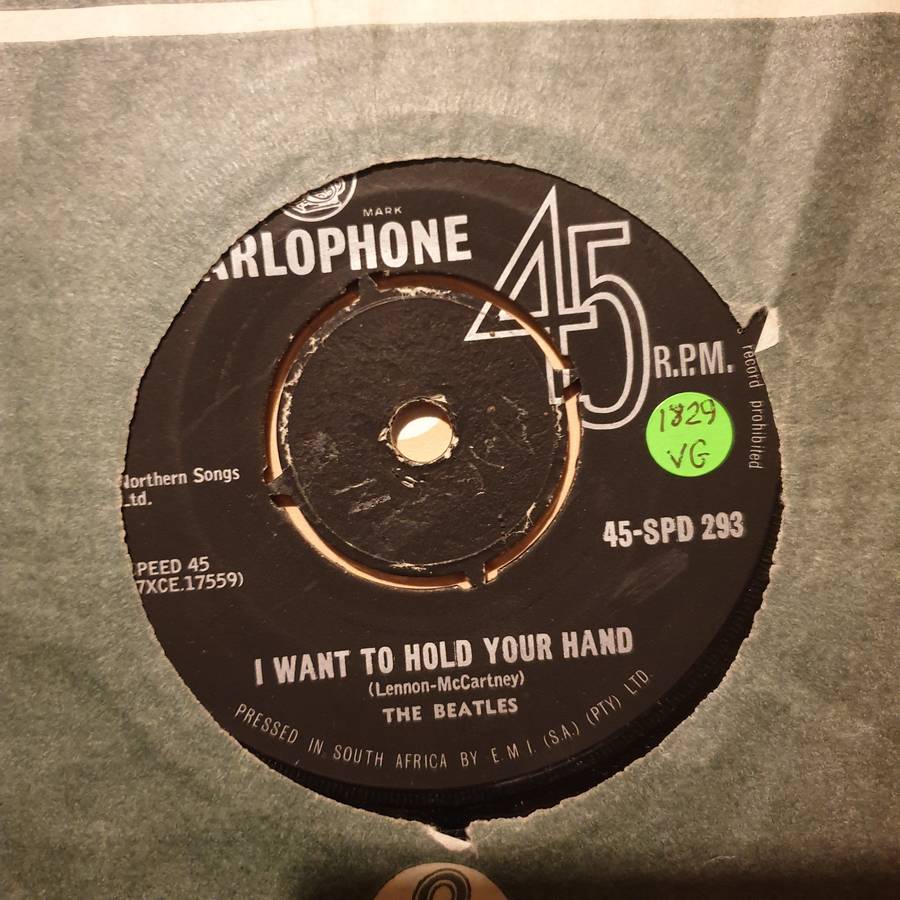 MARK
ARLOPHONE
45
R.P.M.
record prohibited
1829
VG
Northern Songs
Ltd.
45-SPD 293
PEED 45
7XCE.17559)
I WANT TO HOLD YOUR HAND
(Lennon-McCartney)
THE BEATLES
PRESSED IN SOUTH AFRICA BY E.M.I. (S.A.) (PTY) LTD